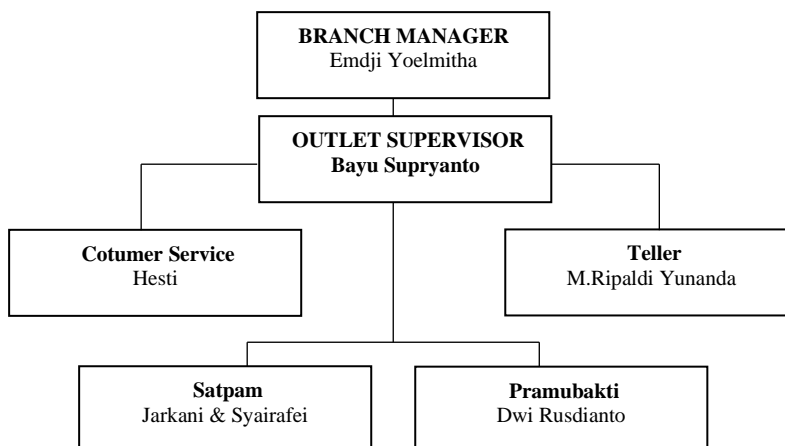 BRANCH MANAGER
Emdji Yoelmitha
OUTLET SUPERVISOR
Bayu Supryanto
Cotumer Service
Hesti
Teller
M.Ripaldi Yunanda
Satpam
Jarkani & Syairafei
Pramubakti
Dwi Rusdianto